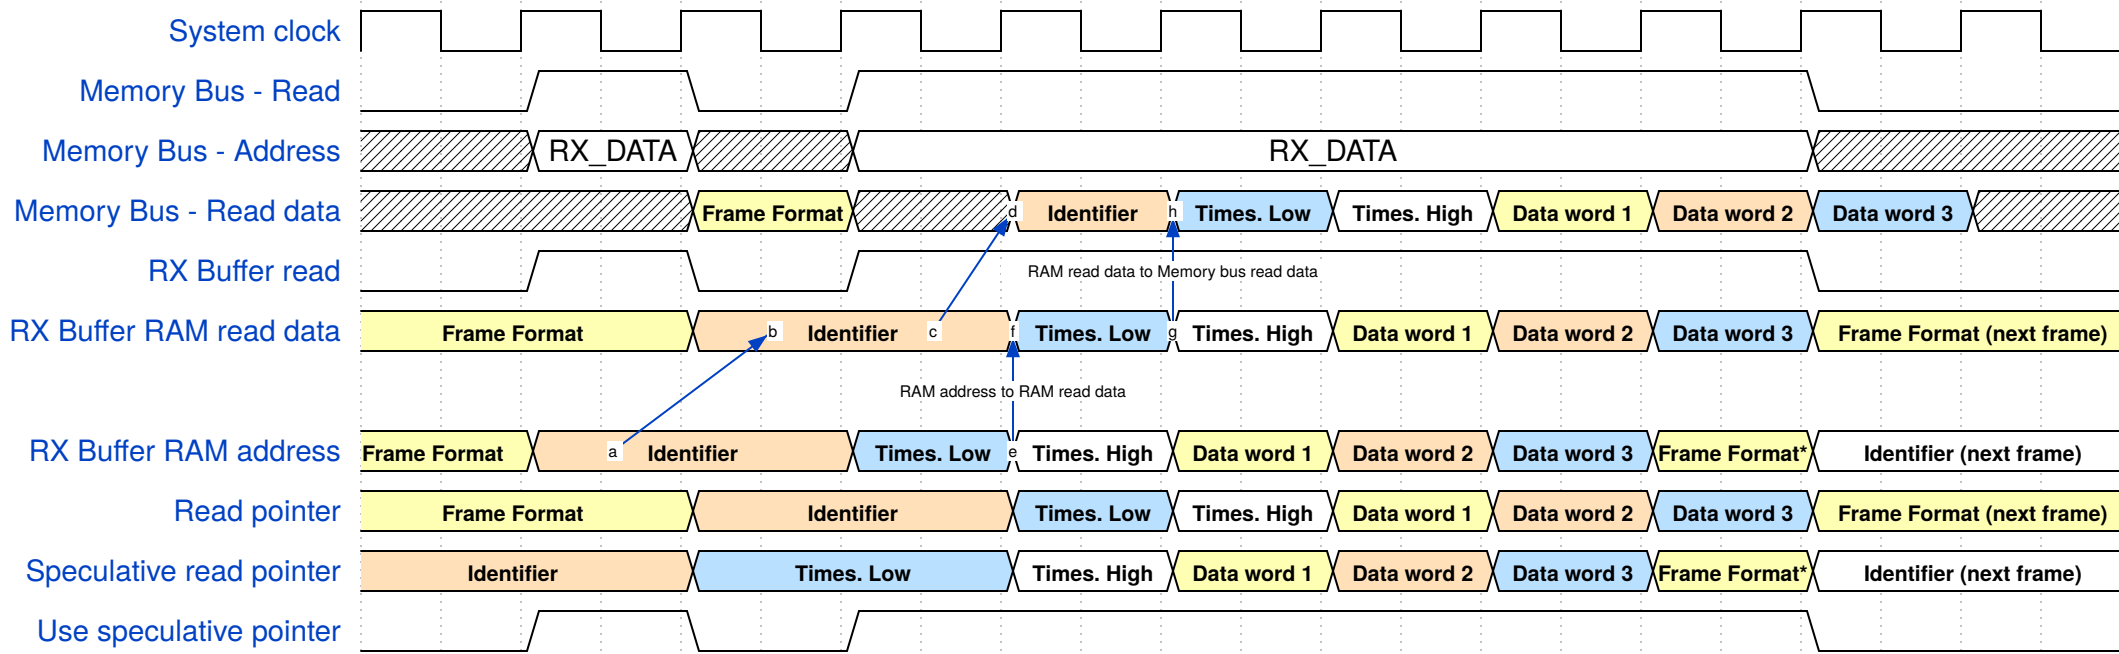 System clock
Memory Bus - Read
Memory Bus - Address RX_DATA RX_DATA
Memory Bus - Read data Frame Format d Identifier h Times. Low Times. High Data word 1 Data word 2 Data word 3
RX Buffer read RAM read data to Memory bus read data
RX Buffer RAM read data Frame Format b Identifier c f Times. Low g Times. High Data word 1 Data word 2 Data word 3 Frame Format (next frame)
RAM address to RAM read data
RX Buffer RAM address Frame Format a Identifier Times. Low e Times. High Data word 1 Data word 2 Data word 3 Frame Format* Identifier (next frame)
Read pointer Frame Format Identifier Times. Low Times. High Data word 1 Data word 2 Data word 3 Frame Format (next frame)
Speculative read pointer Identifier Times. Low Times. High Data word 1 Data word 2 Data word 3 Frame Format* Identifier (next frame)
Use speculative pointer